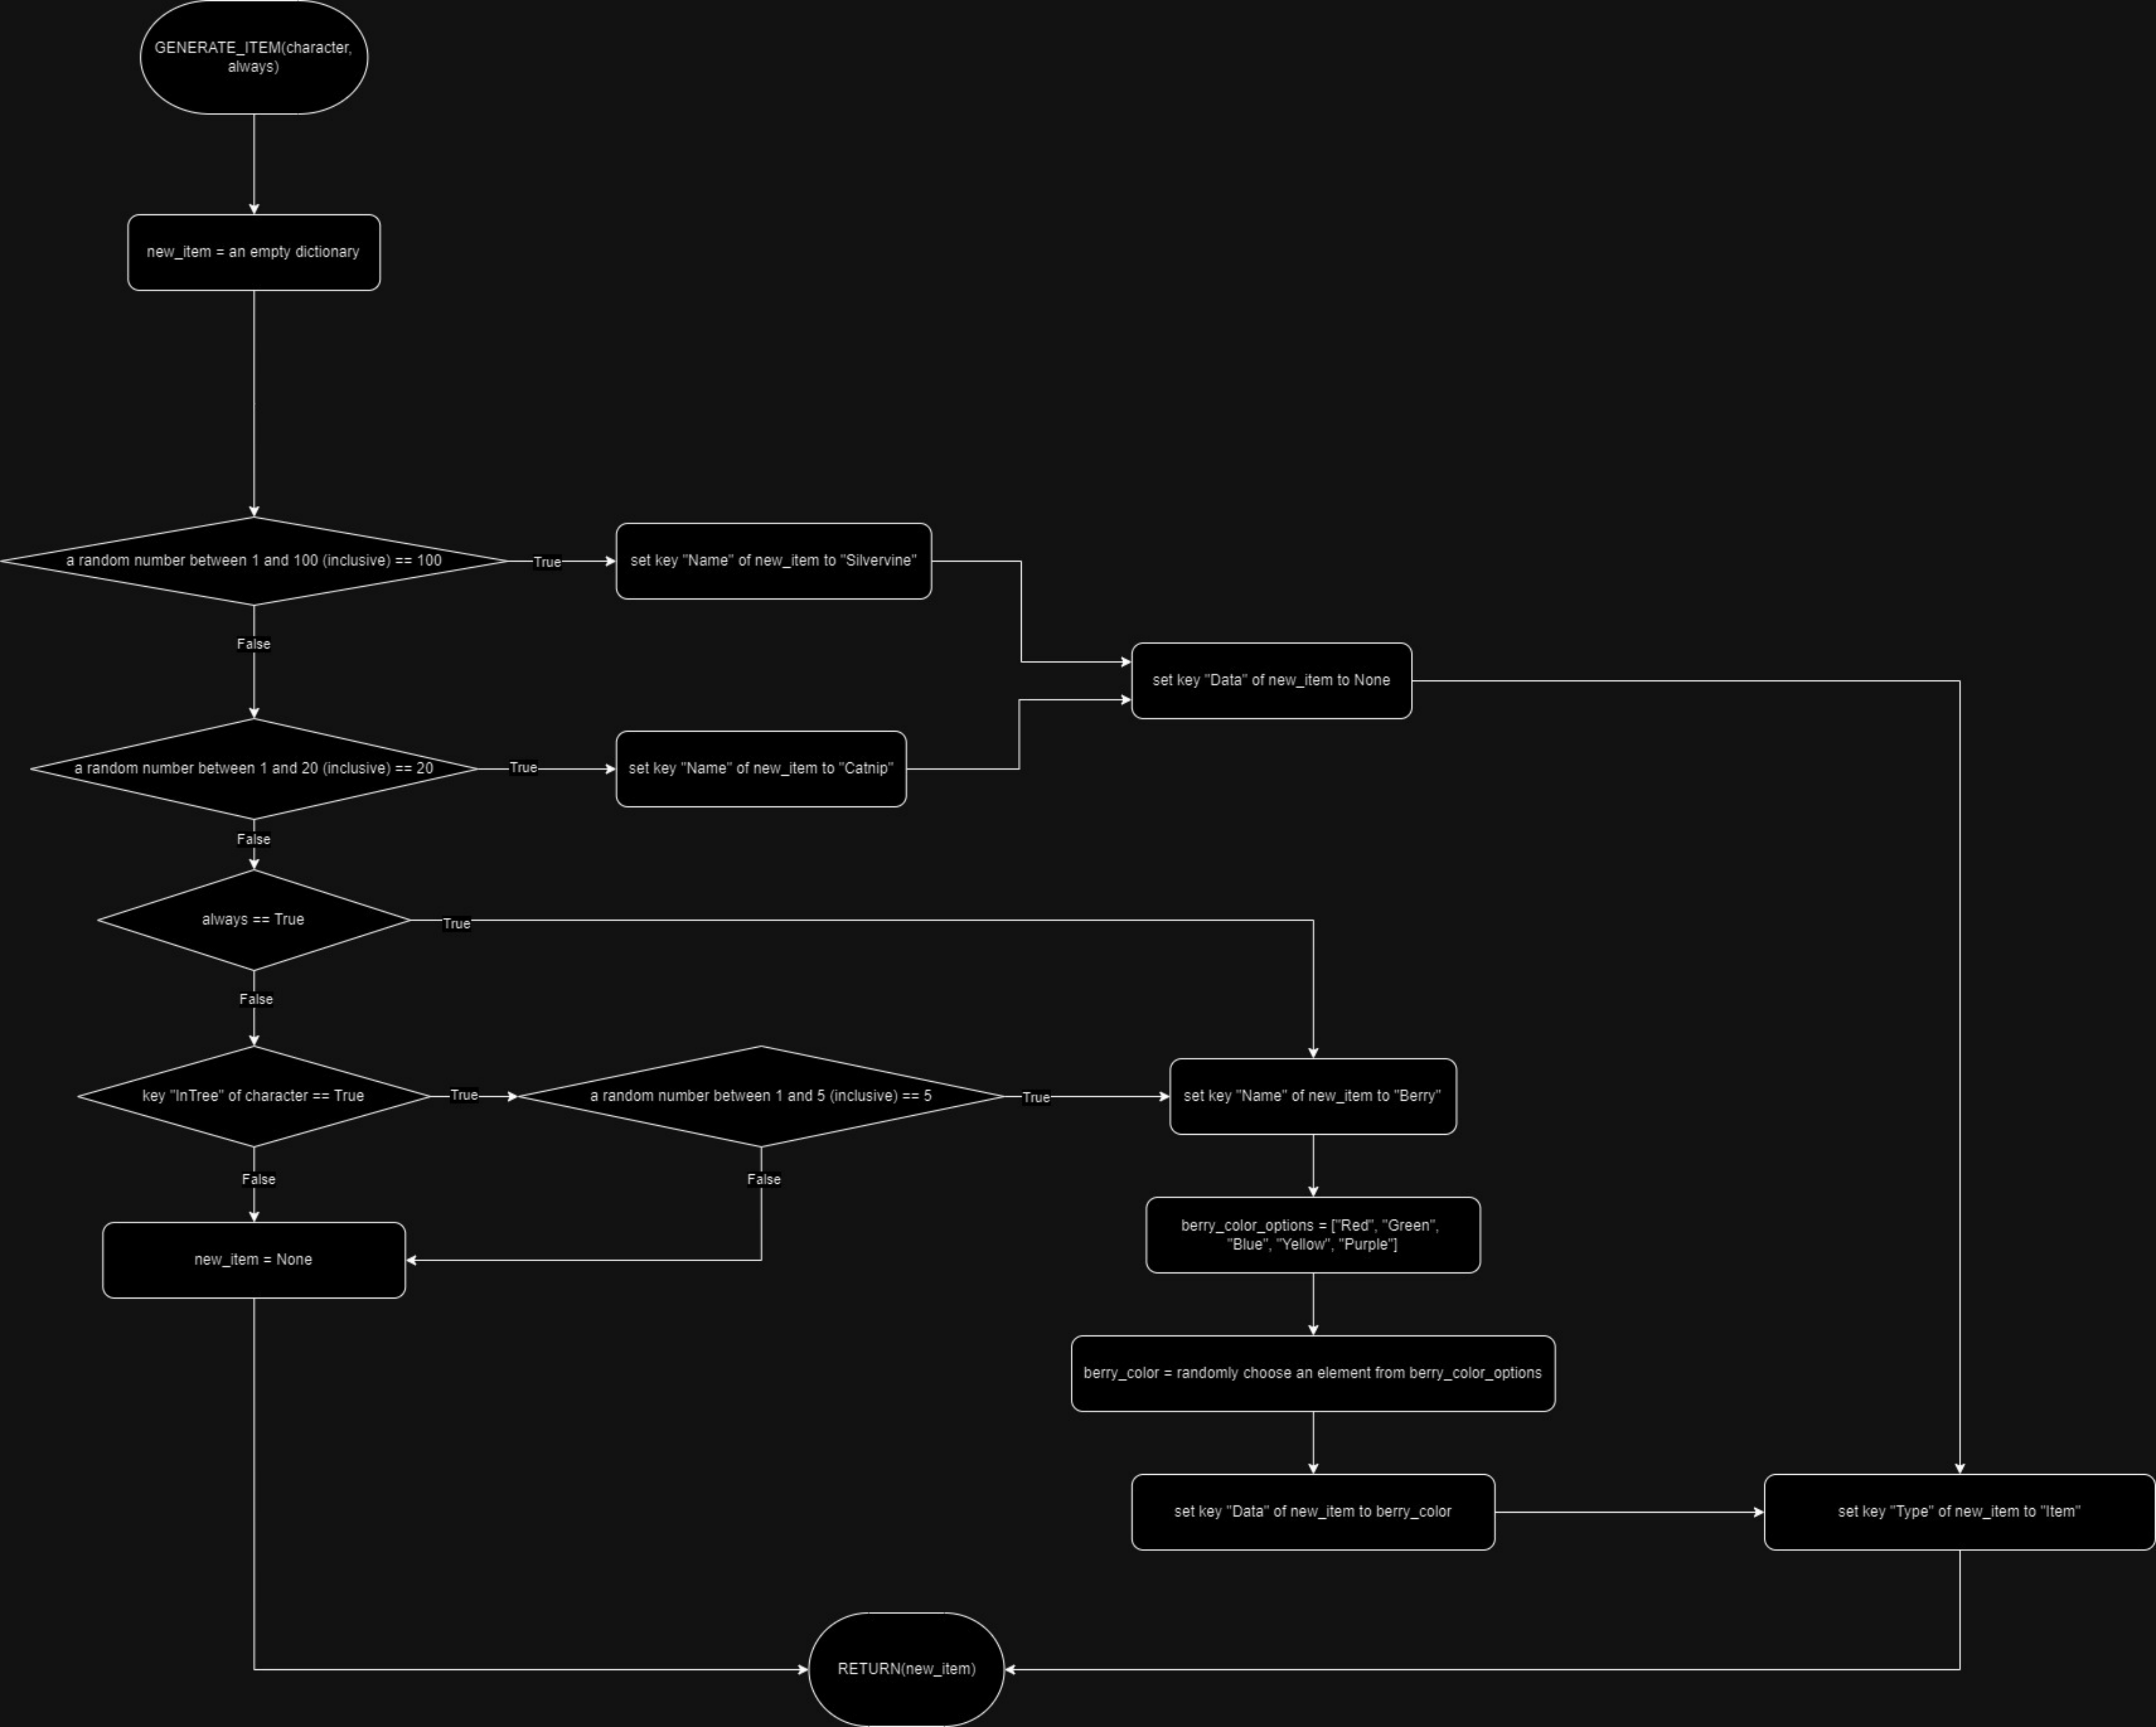 GENERATE_ITEM(character,
always)
new_item = an empty dictionary
a random number between 1 and 100 (inclusive) == 100
True
set key "Name" of new_item to "Silvervine"
False
set key "Data" of new_item to None
a random number between 1 and 20 (inclusive) == 20
True
set key "Name" of new_item to "Catnip"
False
always == True
True
False
key "InTree" of character == True
True
a random number between 1 and 5 (inclusive) == 5
True
set key "Name" of new_item to "Berry"
False
False
berry_color_options = ["Red", "Green",
"Blue", "Yellow", "Purple"]
new_item = None
berry_color = randomly choose an element from berry_color_options
set key "Data" of new_item to berry_color
set key "Type" of new_item to "Item"
RETURN(new_item)